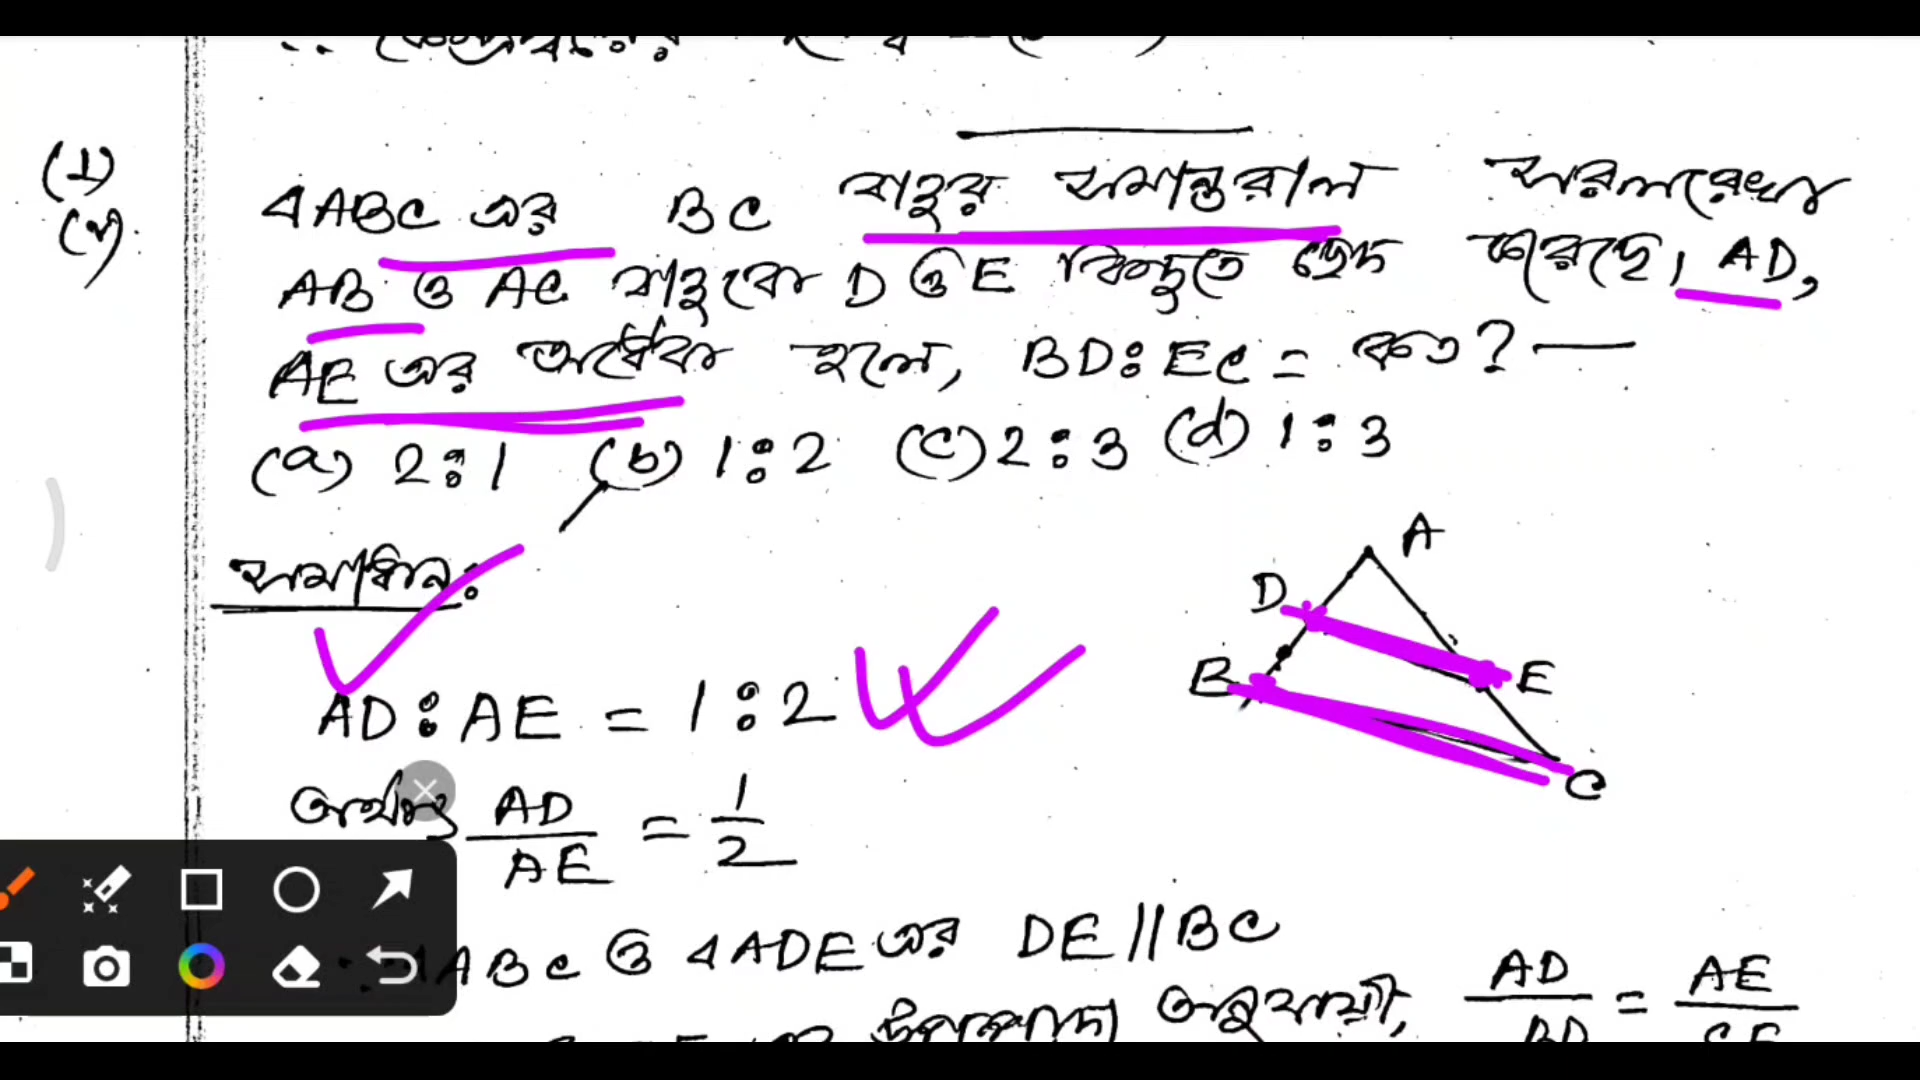 (1)
(v).
△ABC এর BC বাহুর সমান্তরাল সরলরেখা
AB ও AC বাহুকে D ও E বিন্দুতে ছেদ করেছে। AD,
AE এর অর্ধেক হলে, BD:EC = কত? —
(a) 2:1 (b) 1:2 (c) 2:3 (d) 1:3
সমাধান:
A
D
B
E
C
AD:AE = 1:2
অর্থাৎ AD/AE = 1/2
ABC ও △ADE এর DE||BC
উপপাদ্য অনুযায়ী, AD/BD = AE/CE